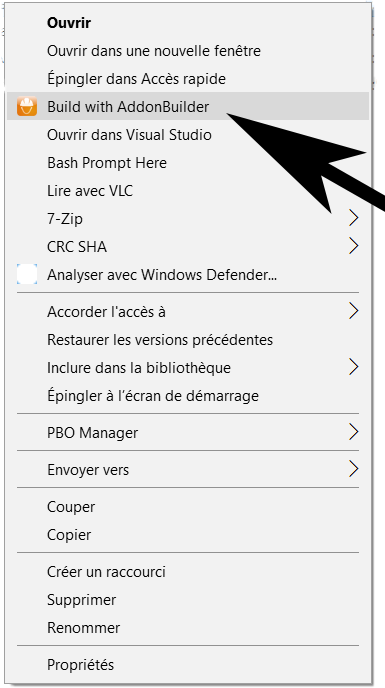 Ouvrir
Ouvrir dans une nouvelle fenêtre
Épingler dans Accès rapide
Build with AddonBuilder
Ouvrir dans Visual Studio
Bash Prompt Here
Lire avec VLC
7-Zip
CRC SHA
Analyser avec Windows Defender...
Accorder l'accès à
Restaurer les versions précédentes
Inclure dans la bibliothèque
Épingler à l'écran de démarrage
PBO Manager
Envoyer vers
Couper
Copier
Créer un raccourci
Supprimer
Renommer
Propriétés